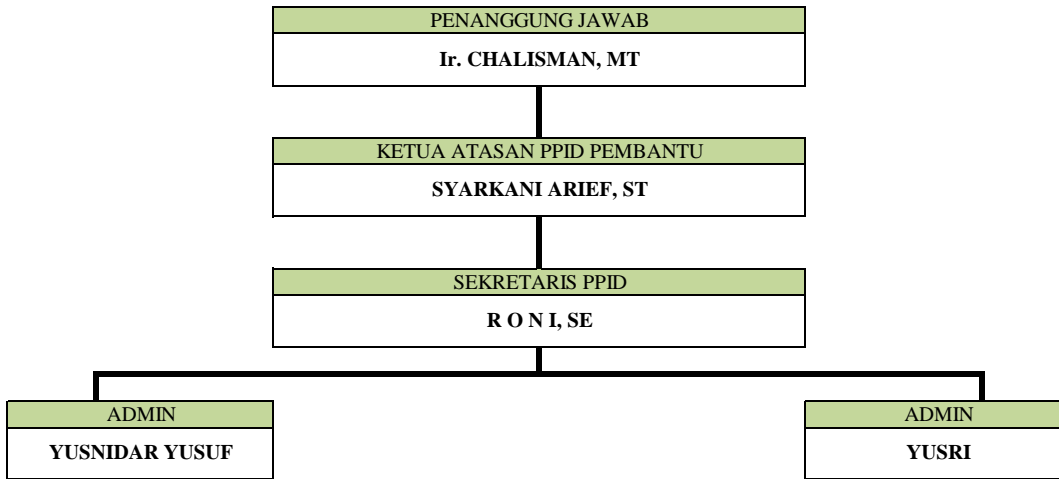 PENANGGUNG JAWAB
Ir. CHALISMAN, MT
KETUA ATASAN PPID PEMBANTU
SYARKANI ARIEF, ST
SEKRETARIS PPID
R O N I, SE
ADMIN
YUSNIDAR YUSUF
ADMIN
YUSRI